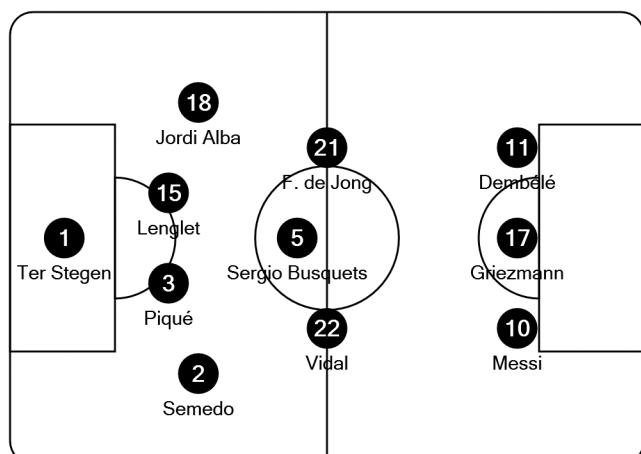 18
Jordi Alba
21
F. de Jong
11
Dembélé
15
Lenglet
1
Ter Stegen
5
Sergio Busquets
17
Griezmann
3
Piqué
22
Vidal
10
Messi
2
Semedo